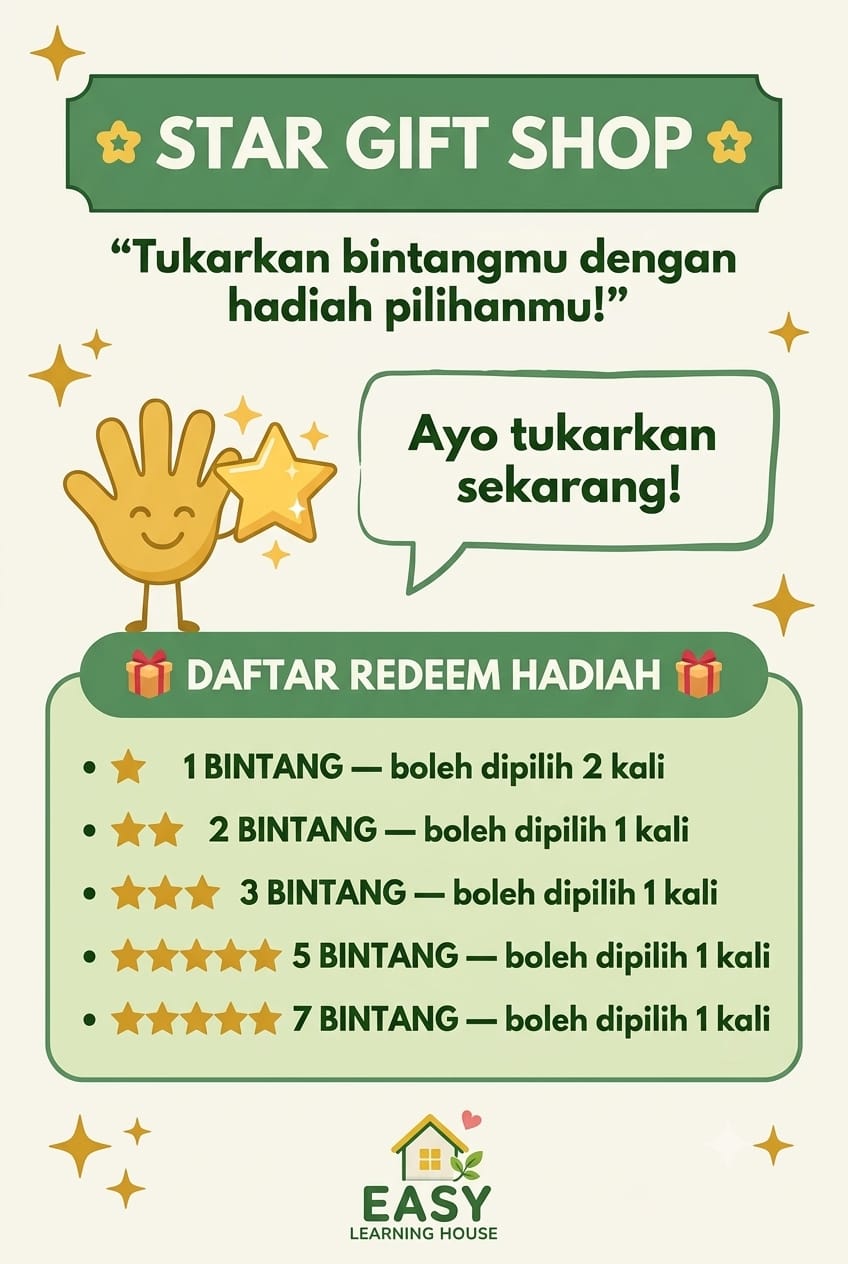 STAR GIFT SHOP
“Tukarkan bintangmu dengan
hadiah pilihanmu!”
Ayo tukarkan
sekarang!
DAFTAR REDEEM HADIAH
• 1 BINTANG — boleh dipilih 2 kali
• 2 BINTANG — boleh dipilih 1 kali
• 3 BINTANG — boleh dipilih 1 kali
• 5 BINTANG — boleh dipilih 1 kali
• 7 BINTANG — boleh dipilih 1 kali
EASY
LEARNING HOUSE